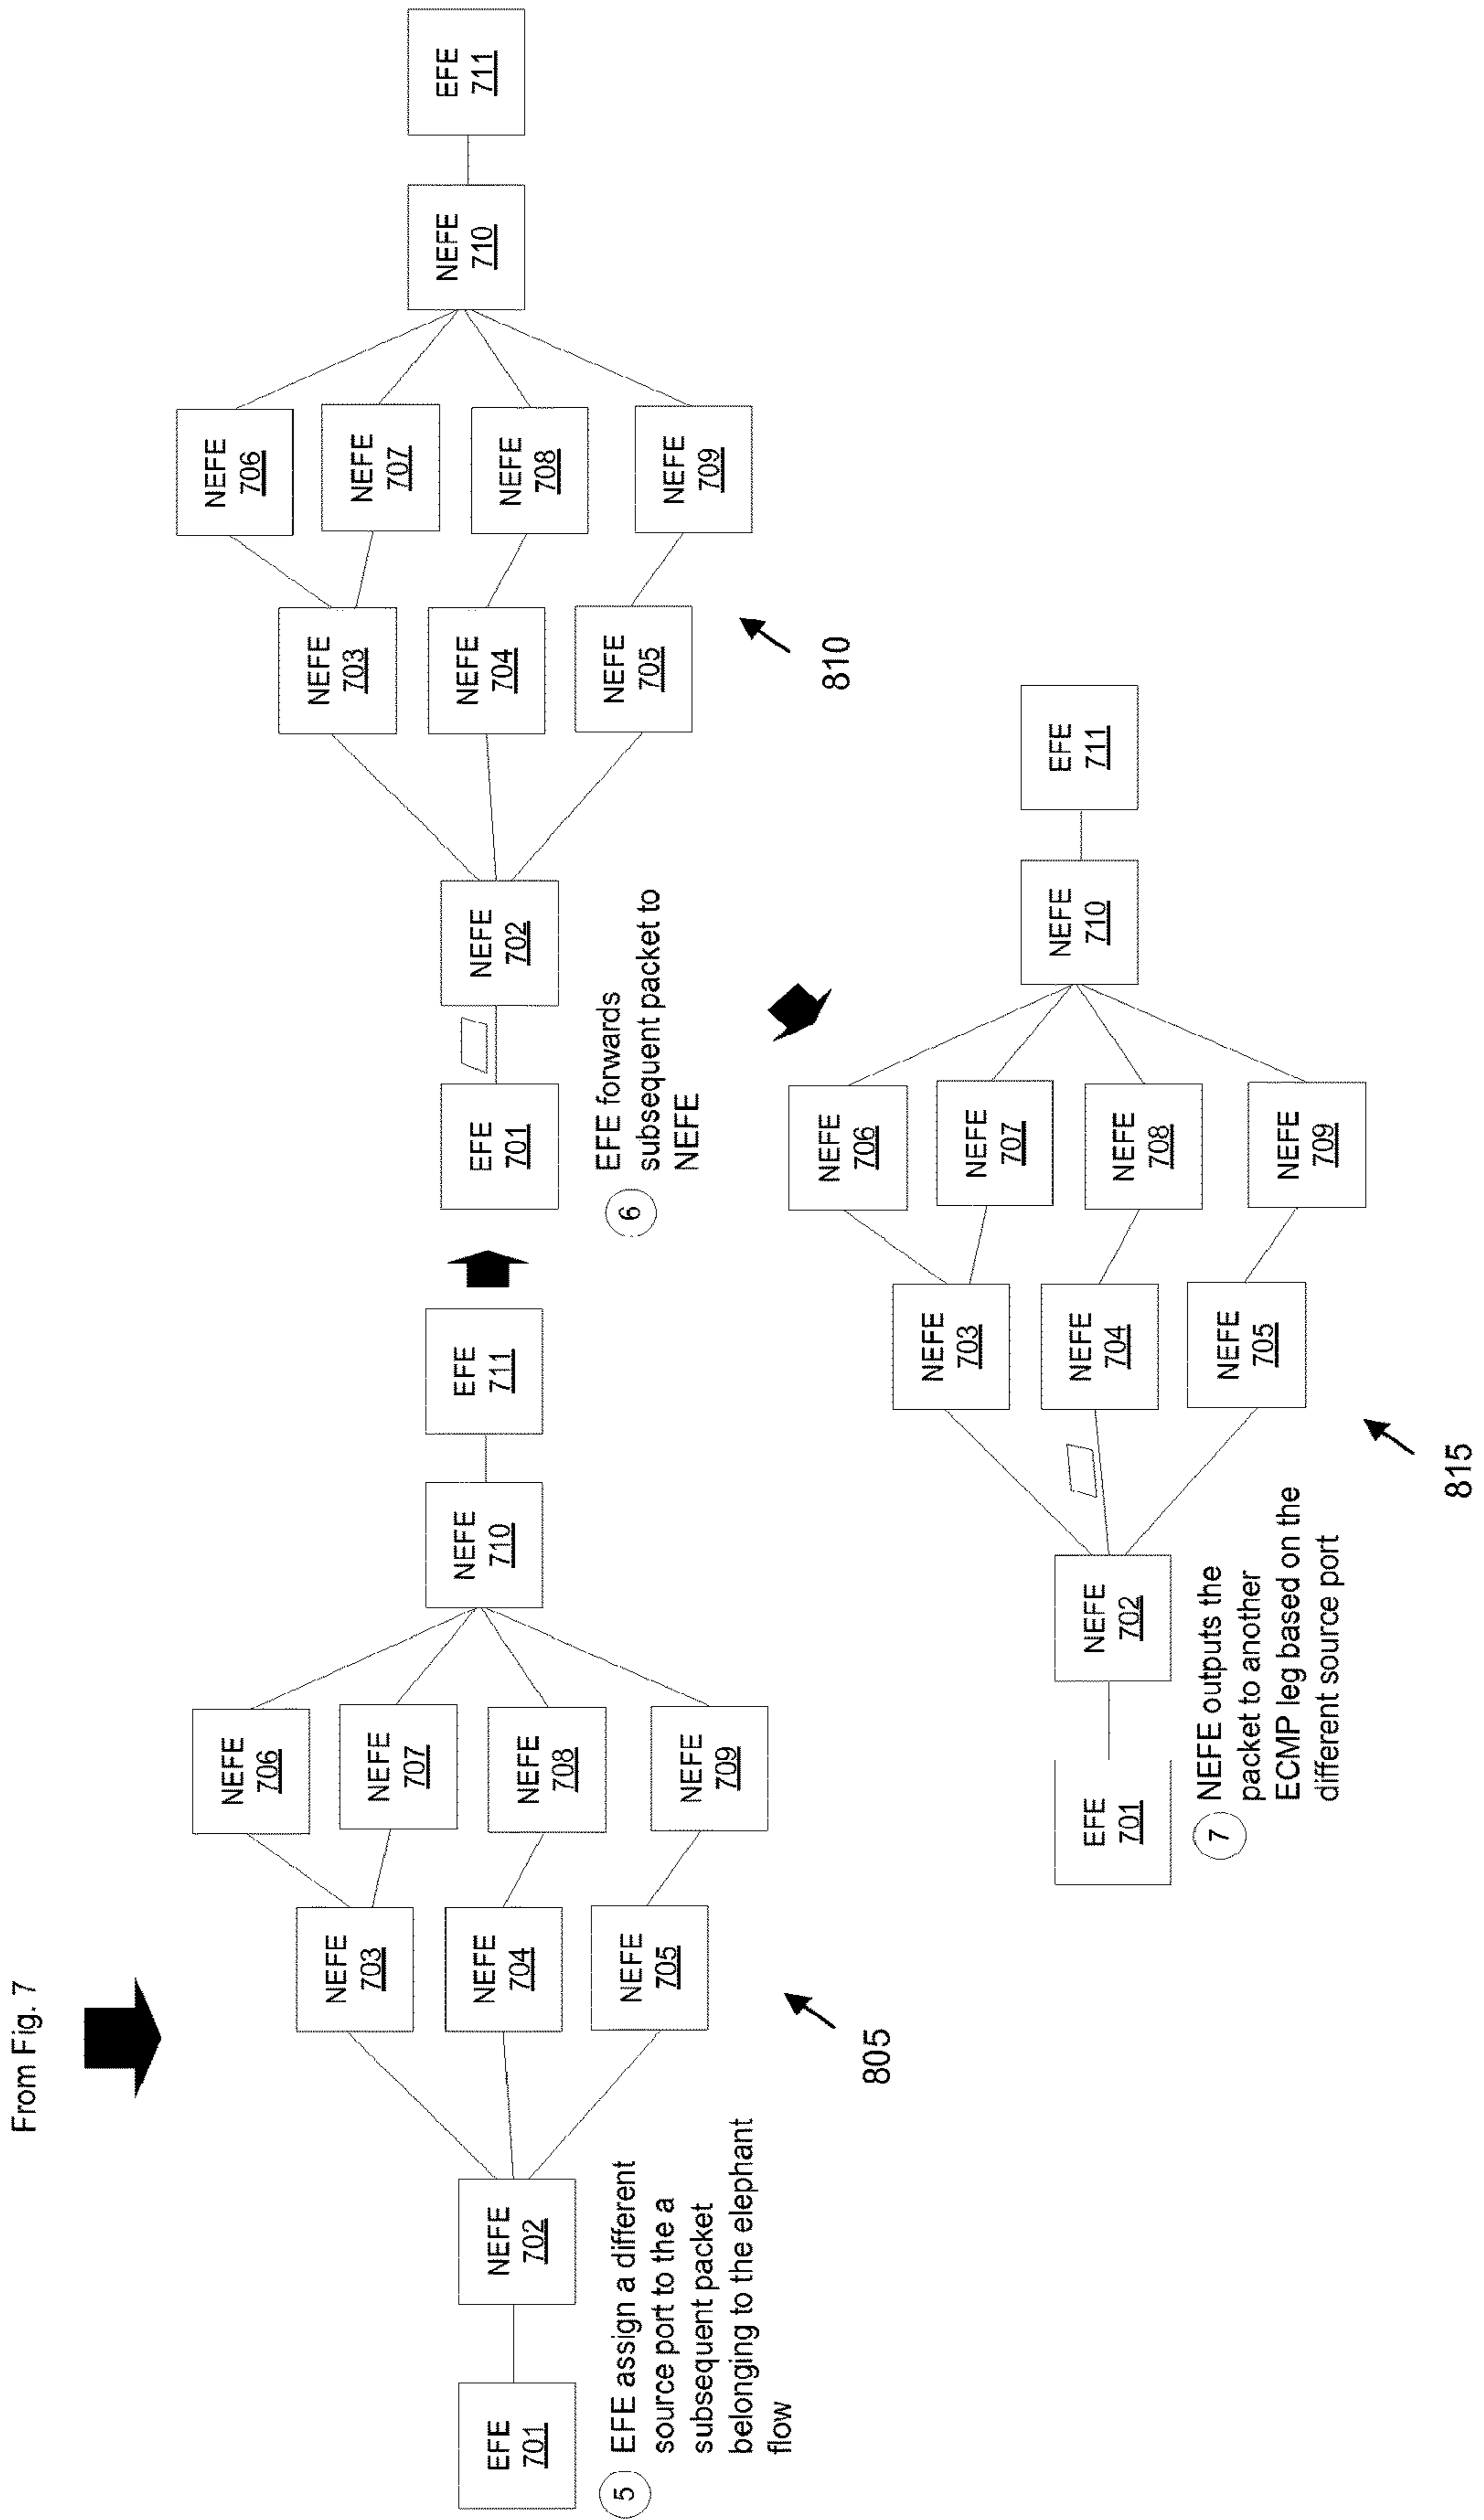 From Fig. 7
EFE
701
NEFE
702
NEFE
703
NEFE
704
NEFE
705
NEFE
706
NEFE
707
NEFE
708
NEFE
709
NEFE
710
EFE
711
5
EFE assign a different
source port to the a
subsequent packet
belonging to the elephant
flow
805
EFE
701
NEFE
702
NEFE
703
NEFE
704
NEFE
705
NEFE
706
NEFE
707
NEFE
708
NEFE
709
NEFE
710
EFE
711
6
EFE forwards
subsequent packet to
NEFE
810
EFE
701
NEFE
702
NEFE
703
NEFE
704
NEFE
705
NEFE
706
NEFE
707
NEFE
708
NEFE
709
NEFE
710
EFE
711
7
NEFE outputs the
packet to another
ECMP leg based on the
different source port
815